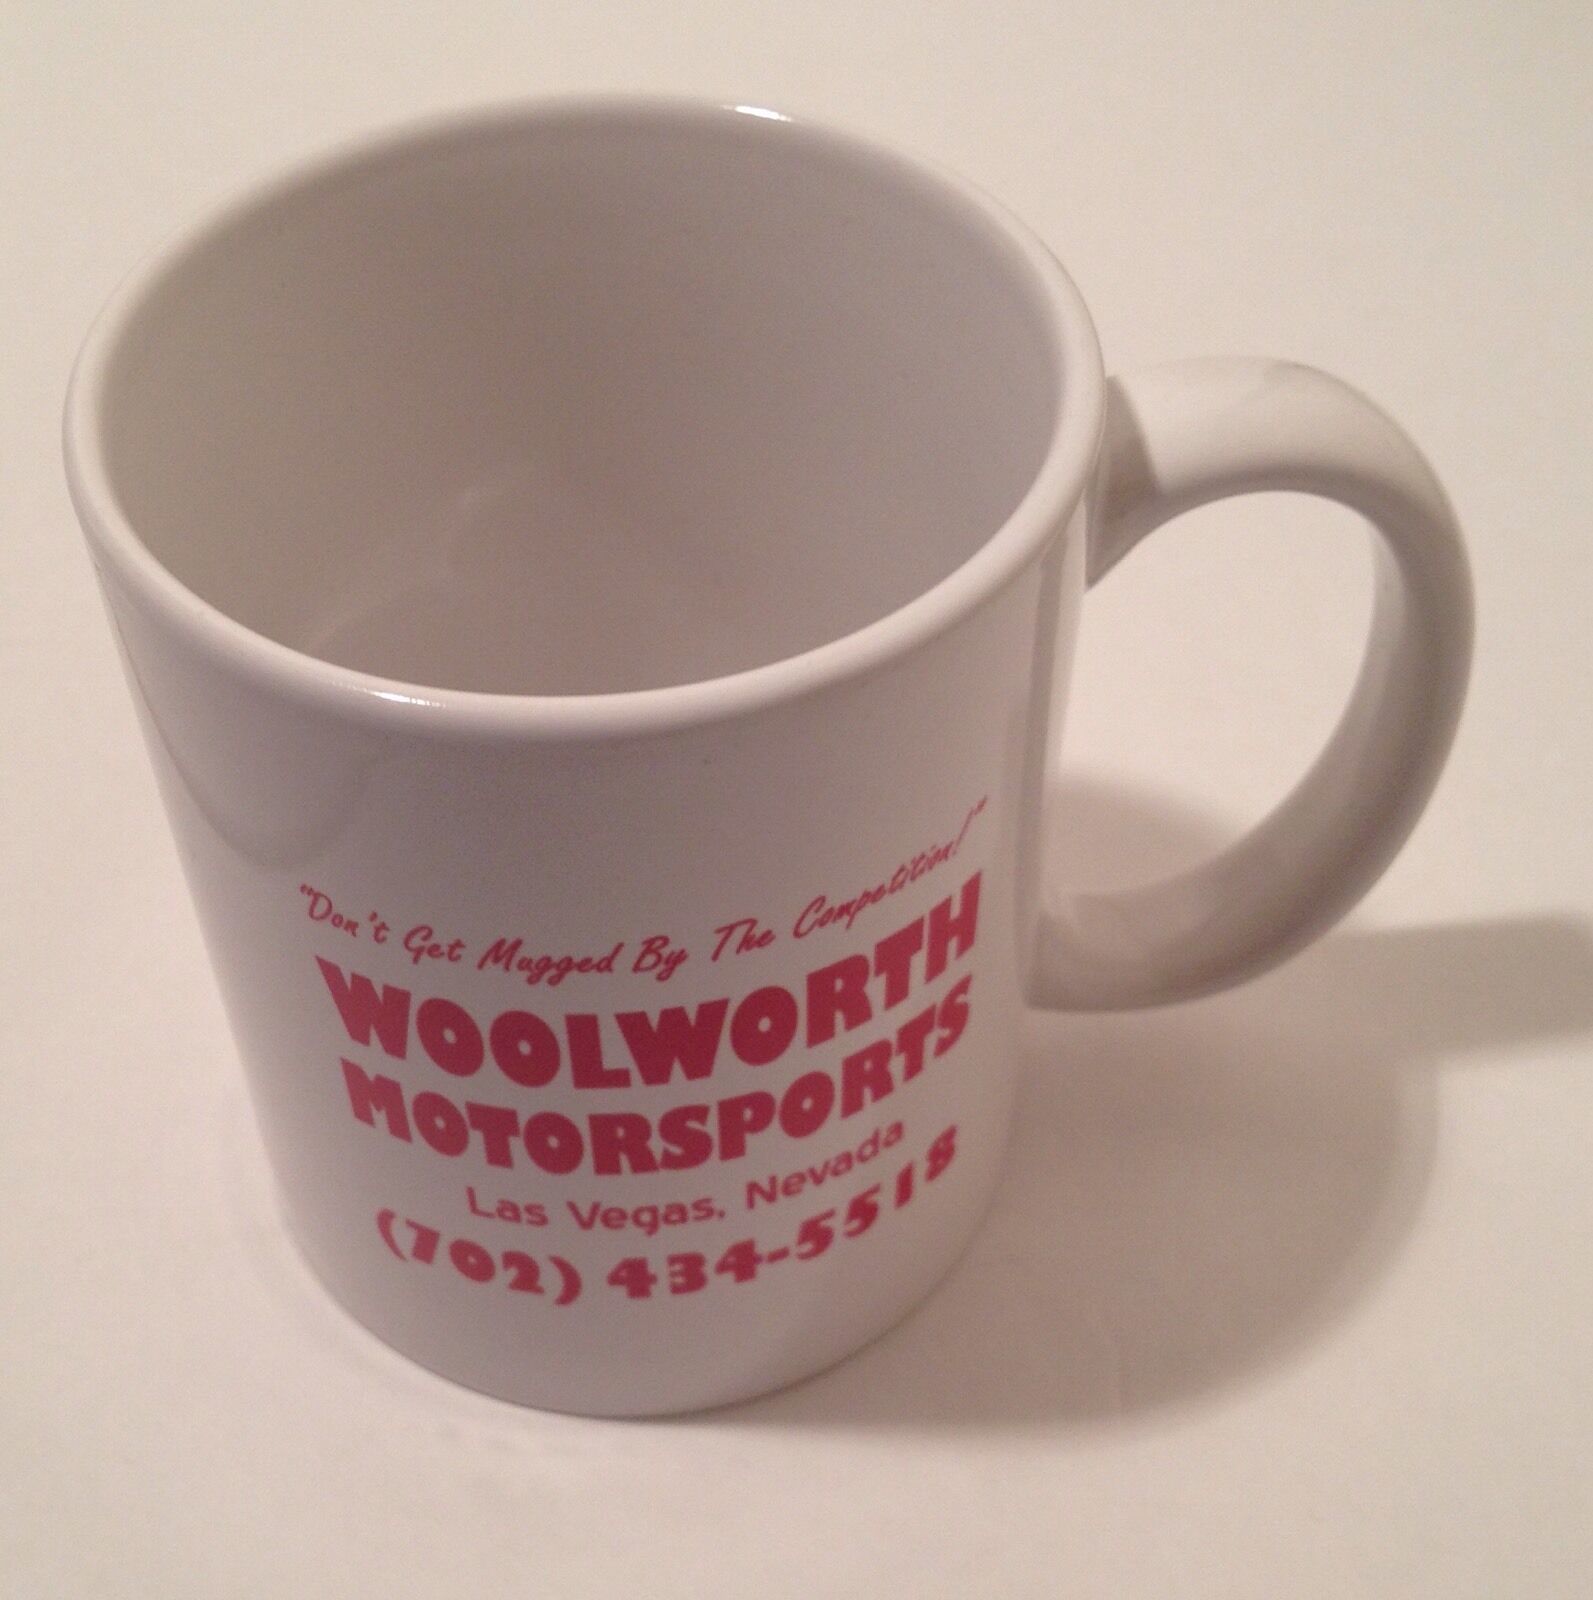 "Don't Get Mugged By The Competition!"
WOOLWORTH
MOTORSPORTS
Las Vegas, Nevada
(702) 434-5518